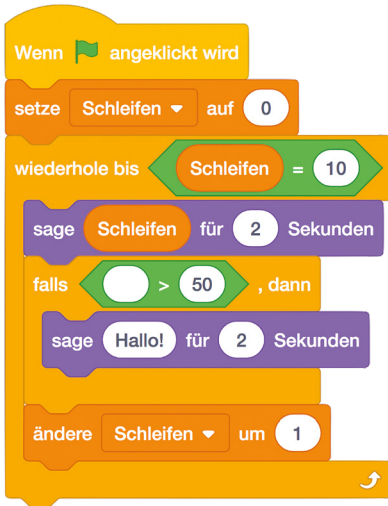 Wenn angeklickt wird
setze Schleifen auf 0
wiederhole bis Schleifen = 10
sage Schleifen für 2 Sekunden
falls > 50 , dann
sage Hallo! für 2 Sekunden
ändere Schleifen um 1